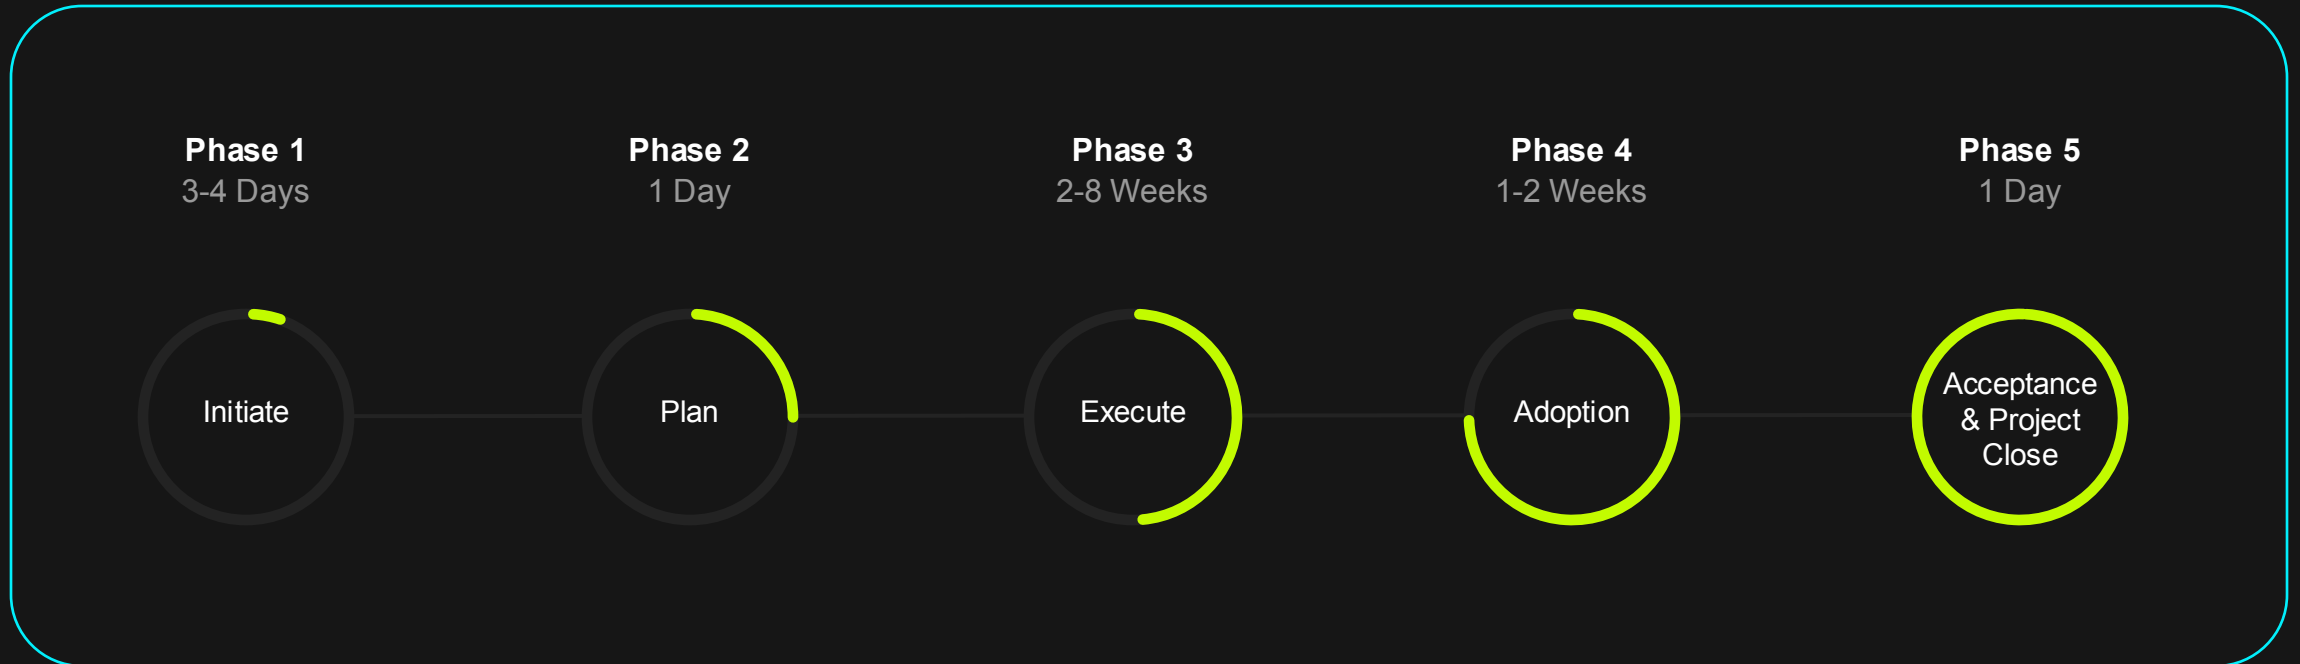 Phase 1
3-4 Days
Initiate
Phase 2
1 Day
Plan
Phase 3
2-8 Weeks
Execute
Phase 4
1-2 Weeks
Adoption
Phase 5
1 Day
Acceptance
& Project
Close